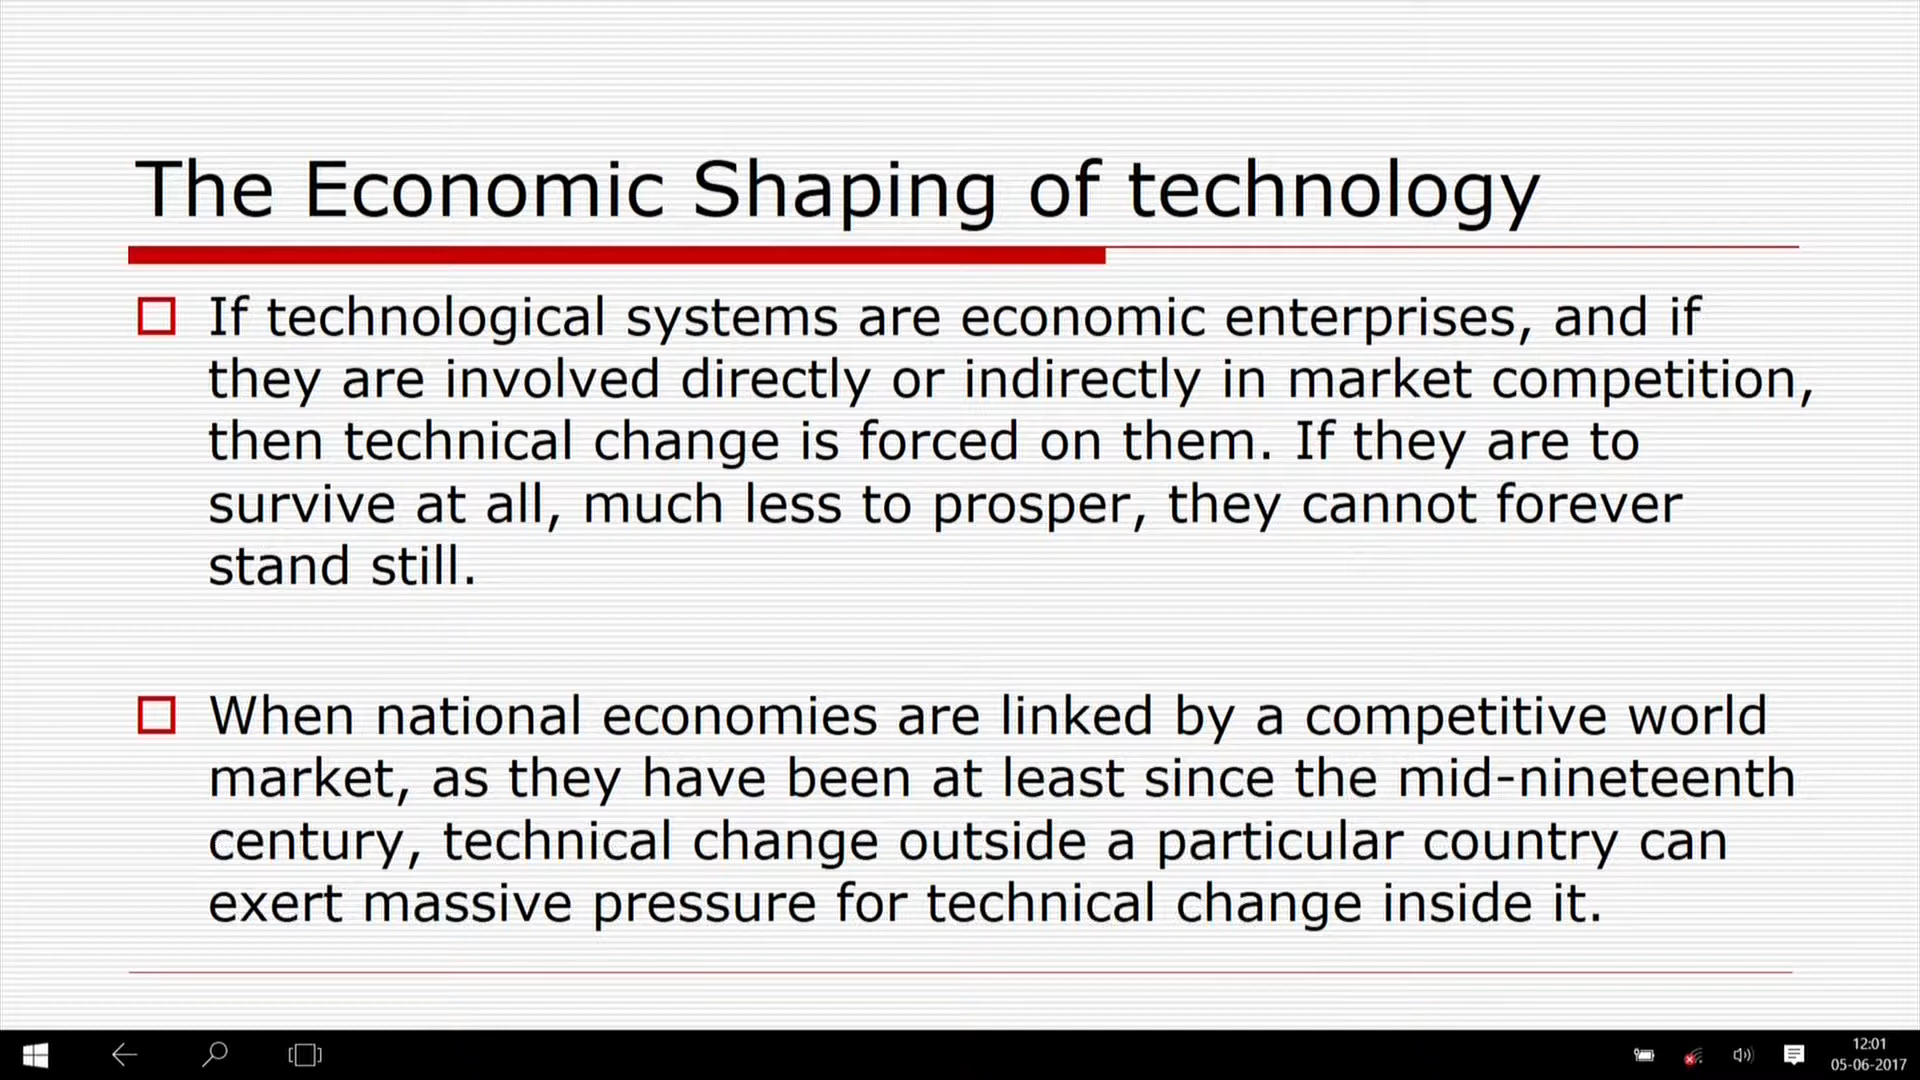 The Economic Shaping of technology
If technological systems are economic enterprises, and if
they are involved directly or indirectly in market competition,
then technical change is forced on them. If they are to
survive at all, much less to prosper, they cannot forever
stand still.
When national economies are linked by a competitive world
market, as they have been at least since the mid-nineteenth
century, technical change outside a particular country can
exert massive pressure for technical change inside it.
12:01
05-06-2017